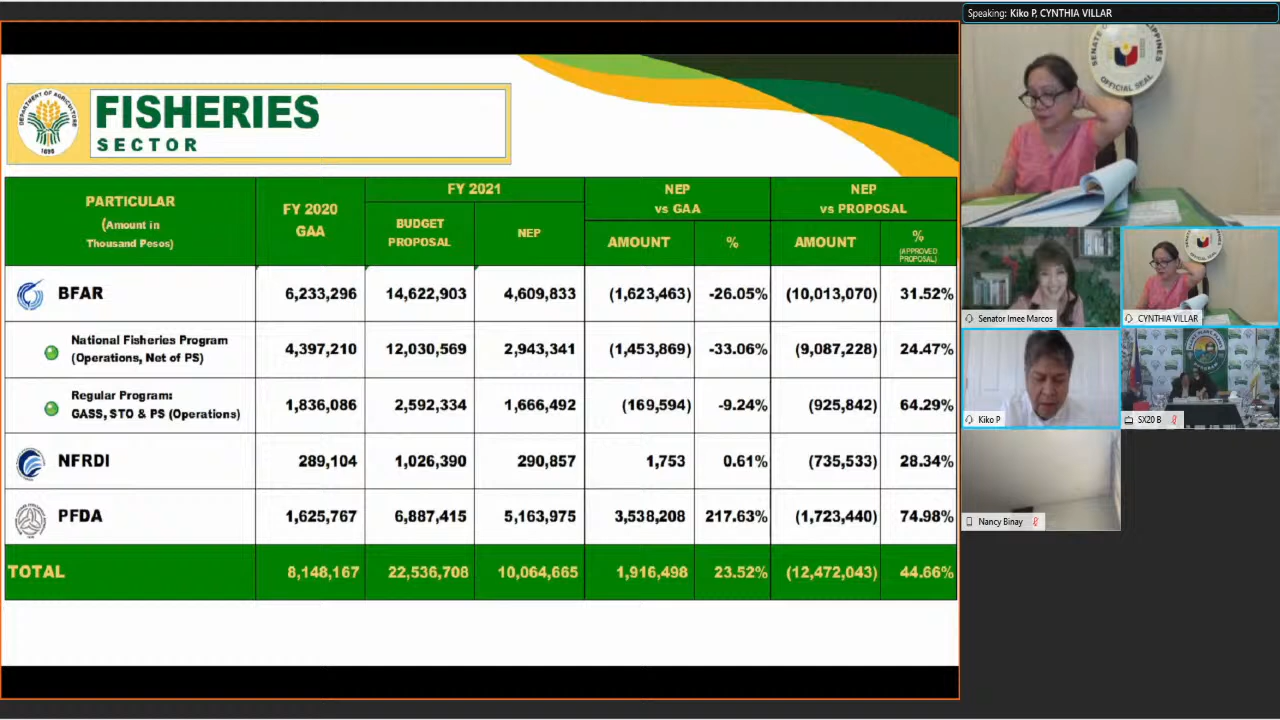 Speaking: Kiko P, CYNTHIA VILLAR
DEPARTMENT OF AGRICULTURE
1898
FISHERIES
SECTOR
PARTICULAR
(Amount in
Thousand Pesos)
FY 2020
GAA
FY 2021
BUDGET
PROPOSAL
NEP
NEP
vs GAA
AMOUNT
%
NEP
vs PROPOSAL
AMOUNT
%
(APPROVED
PROPOSAL)
BFAR 6,233,296 14,622,903 4,609,833 (1,623,463) -26.05% (10,013,070) 31.52%
National Fisheries Program
(Operations, Net of PS) 4,397,210 12,030,569 2,943,341 (1,453,869) -33.06% (9,087,228) 24.47%
Regular Program:
GASS, STO & PS (Operations) 1,836,086 2,592,334 1,666,492 (169,594) -9.24% (925,842) 64.29%
NFRDI 289,104 1,026,390 290,857 1,753 0.61% (735,533) 28.34%
PFDA 1,625,767 6,887,415 5,163,975 3,538,208 217.63% (1,723,440) 74.98%
TOTAL 8,148,167 22,536,708 10,064,665 1,916,498 23.52% (12,472,043) 44.66%
OFFICIAL SEAL
Senator Imee Marcos
CYNTHIA VILLAR
Kiko P
SX20 B
Nancy Binay